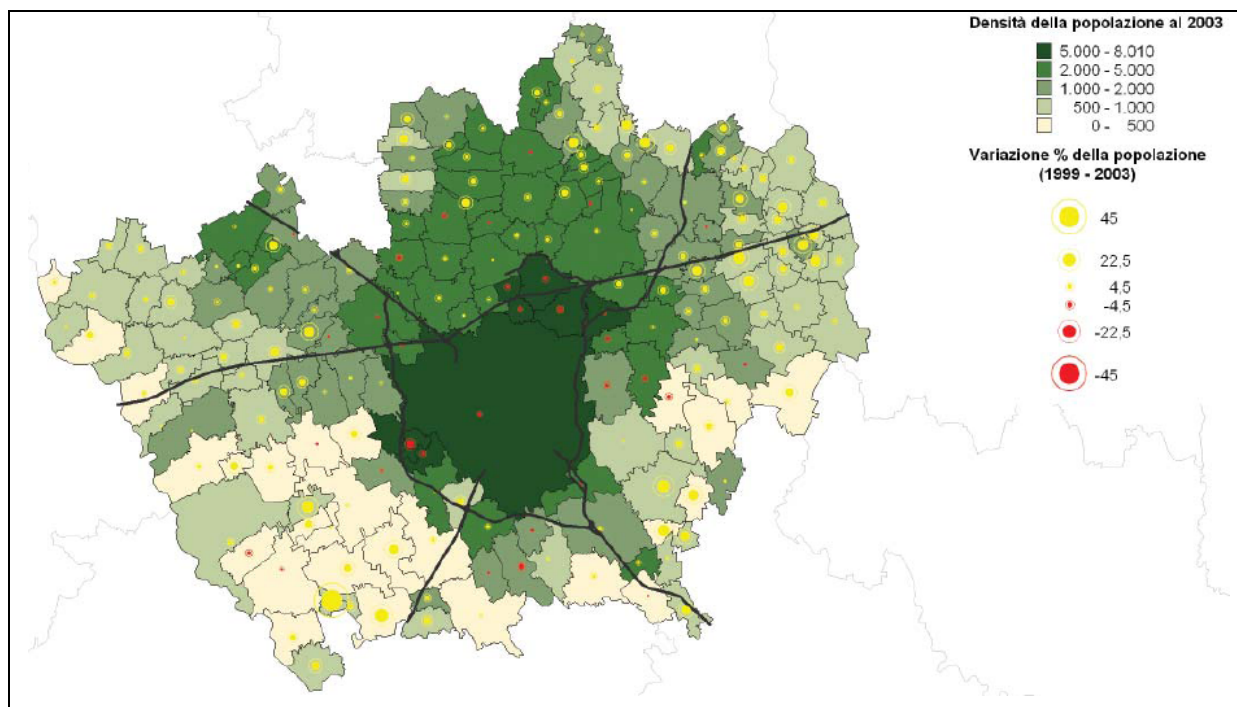 Densità della popolazione al 2003
5.000 - 8.010
2.000 - 5.000
1.000 - 2.000
500 - 1.000
0 - 500
Variazione % della popolazione
(1999 - 2003)
45
22,5
4,5
-4,5
-22,5
-45